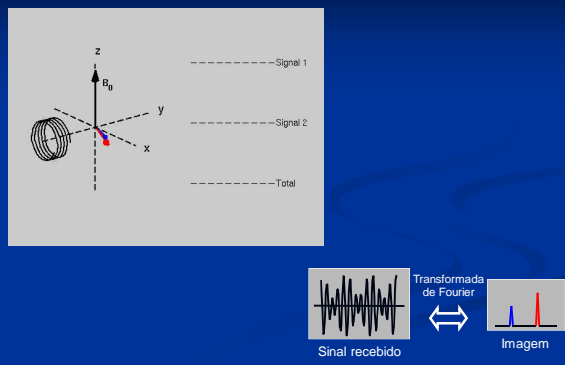 z
B0
y
x
Signal 1
Signal 2
Total
Transformada
de Fourier
Sinal recebido
Imagem